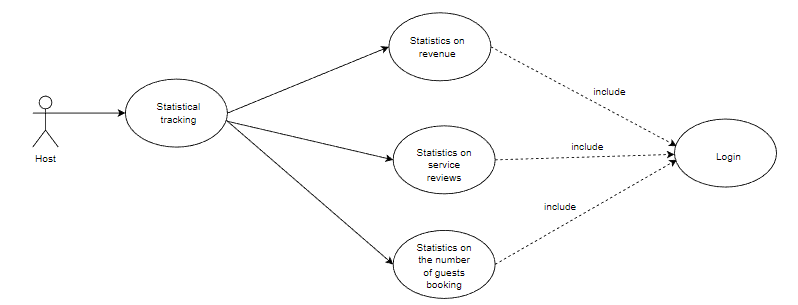 Host
Statistical
tracking
Statistics on
revenue
Statistics on
service
reviews
Statistics on
the number
of guests
booking
include
include
include
Login